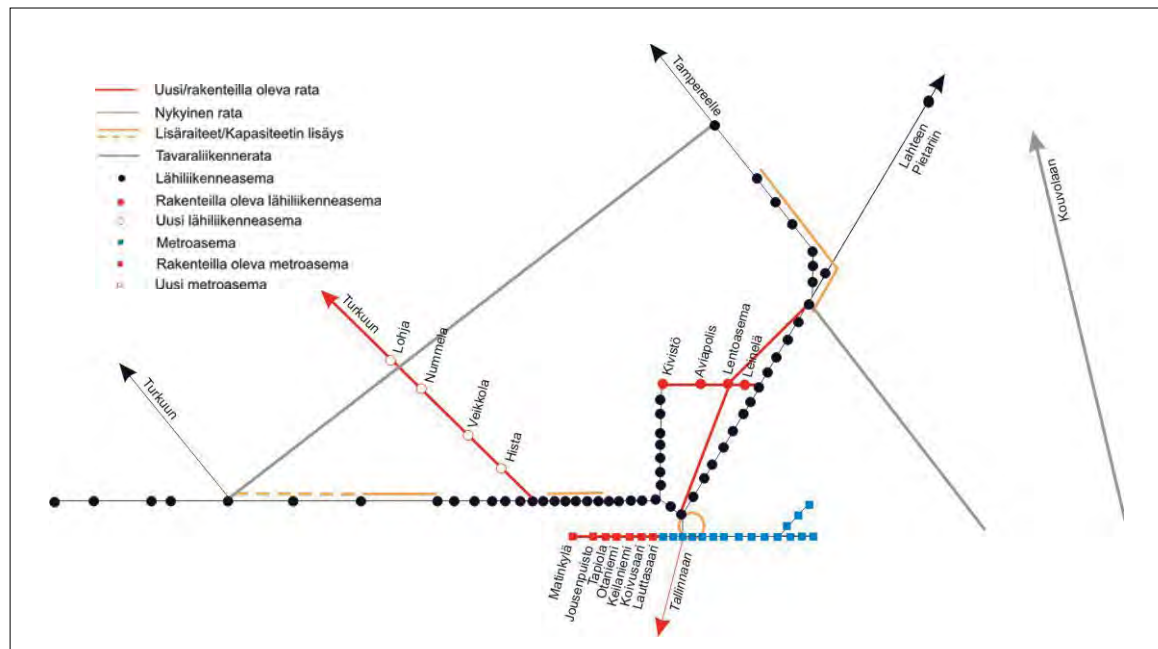 Uusi/rakenteilla oleva rata
Nykyinen rata
Lisäraiteet/Kapasiteetin lisäys
Tavaraliikennerata
Lähiliikenneasema
Rakenteilla oleva lähiliikenneasema
Uusi lähiliikenneasema
Metroasema
Rakenteilla oleva metroasema
Uusi metroasema
Tampereelle
Lahteen
Pietariin
Kouvolaan
Turkuun
Lohja
Nummela
Veikkola
Hista
Turkuun
Kivistö
Aviapolis
Lentoasema
Leinelä
Matinkylä
Jousenpuisto
Tapiola
Otaniemi
Keilaniemi
Koivusaari
Lauttasaari
Tallinnaan